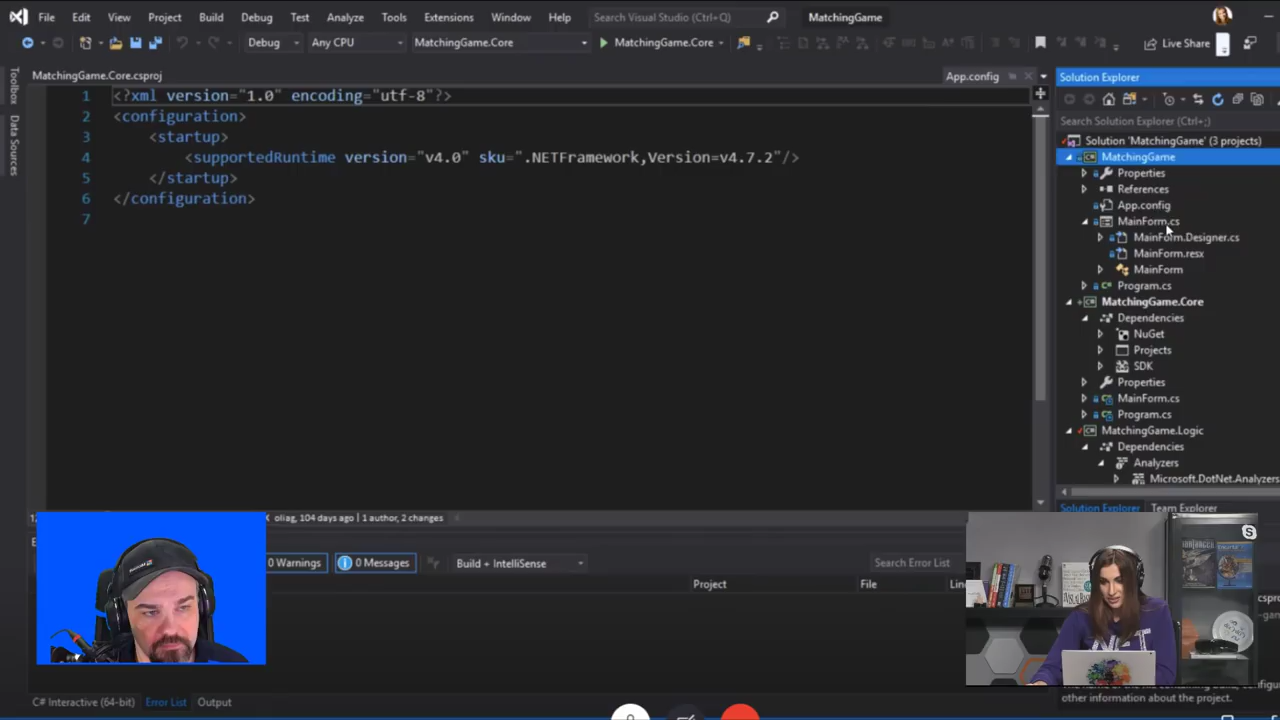 File Edit View Project Build Debug Test Analyze Tools Extensions Window Help Search Visual Studio (Ctrl+Q) MatchingGame
Debug Any CPU MatchingGame.Core MatchingGame.Core Live Share
Toolbox
Data Sources
MatchingGame.Core.csproj App.config
1 <?xml version="1.0" encoding="utf-8"?>
2 <configuration>
3 <startup>
4 <supportedRuntime version="v4.0" sku=".NETFramework,Version=v4.7.2"/>
5 </startup>
6 </configuration>
7
oliag, 104 days ago | 1 author, 2 changes
0 Warnings 0 Messages Build + IntelliSense Search Error List
Project File
C# Interactive (64-bit) Error List Output
Solution Explorer
Search Solution Explorer (Ctrl+;)
Solution 'MatchingGame' (3 projects)
MatchingGame
Properties
References
App.config
MainForm.cs
MainForm.Designer.cs
MainForm.resx
MainForm
Program.cs
MatchingGame.Core
Dependencies
NuGet
Projects
SDK
Properties
MainForm.cs
Program.cs
MatchingGame.Logic
Dependencies
Analyzers
Microsoft.DotNet.Analyzers
Solution Explorer Team Explorer
other information about the project.